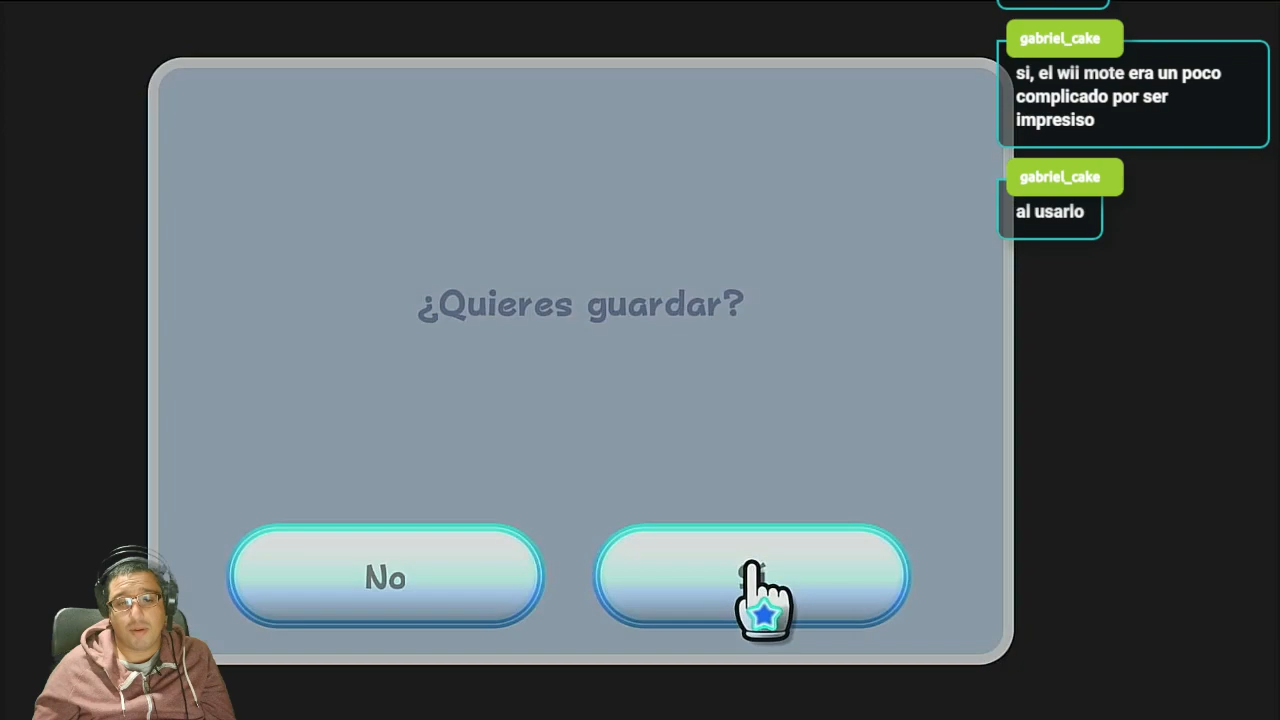 gabriel_cake
si, el wii mote era un poco
complicado por ser
impresiso
gabriel_cake
al usarlo
¿Quieres guardar?
No